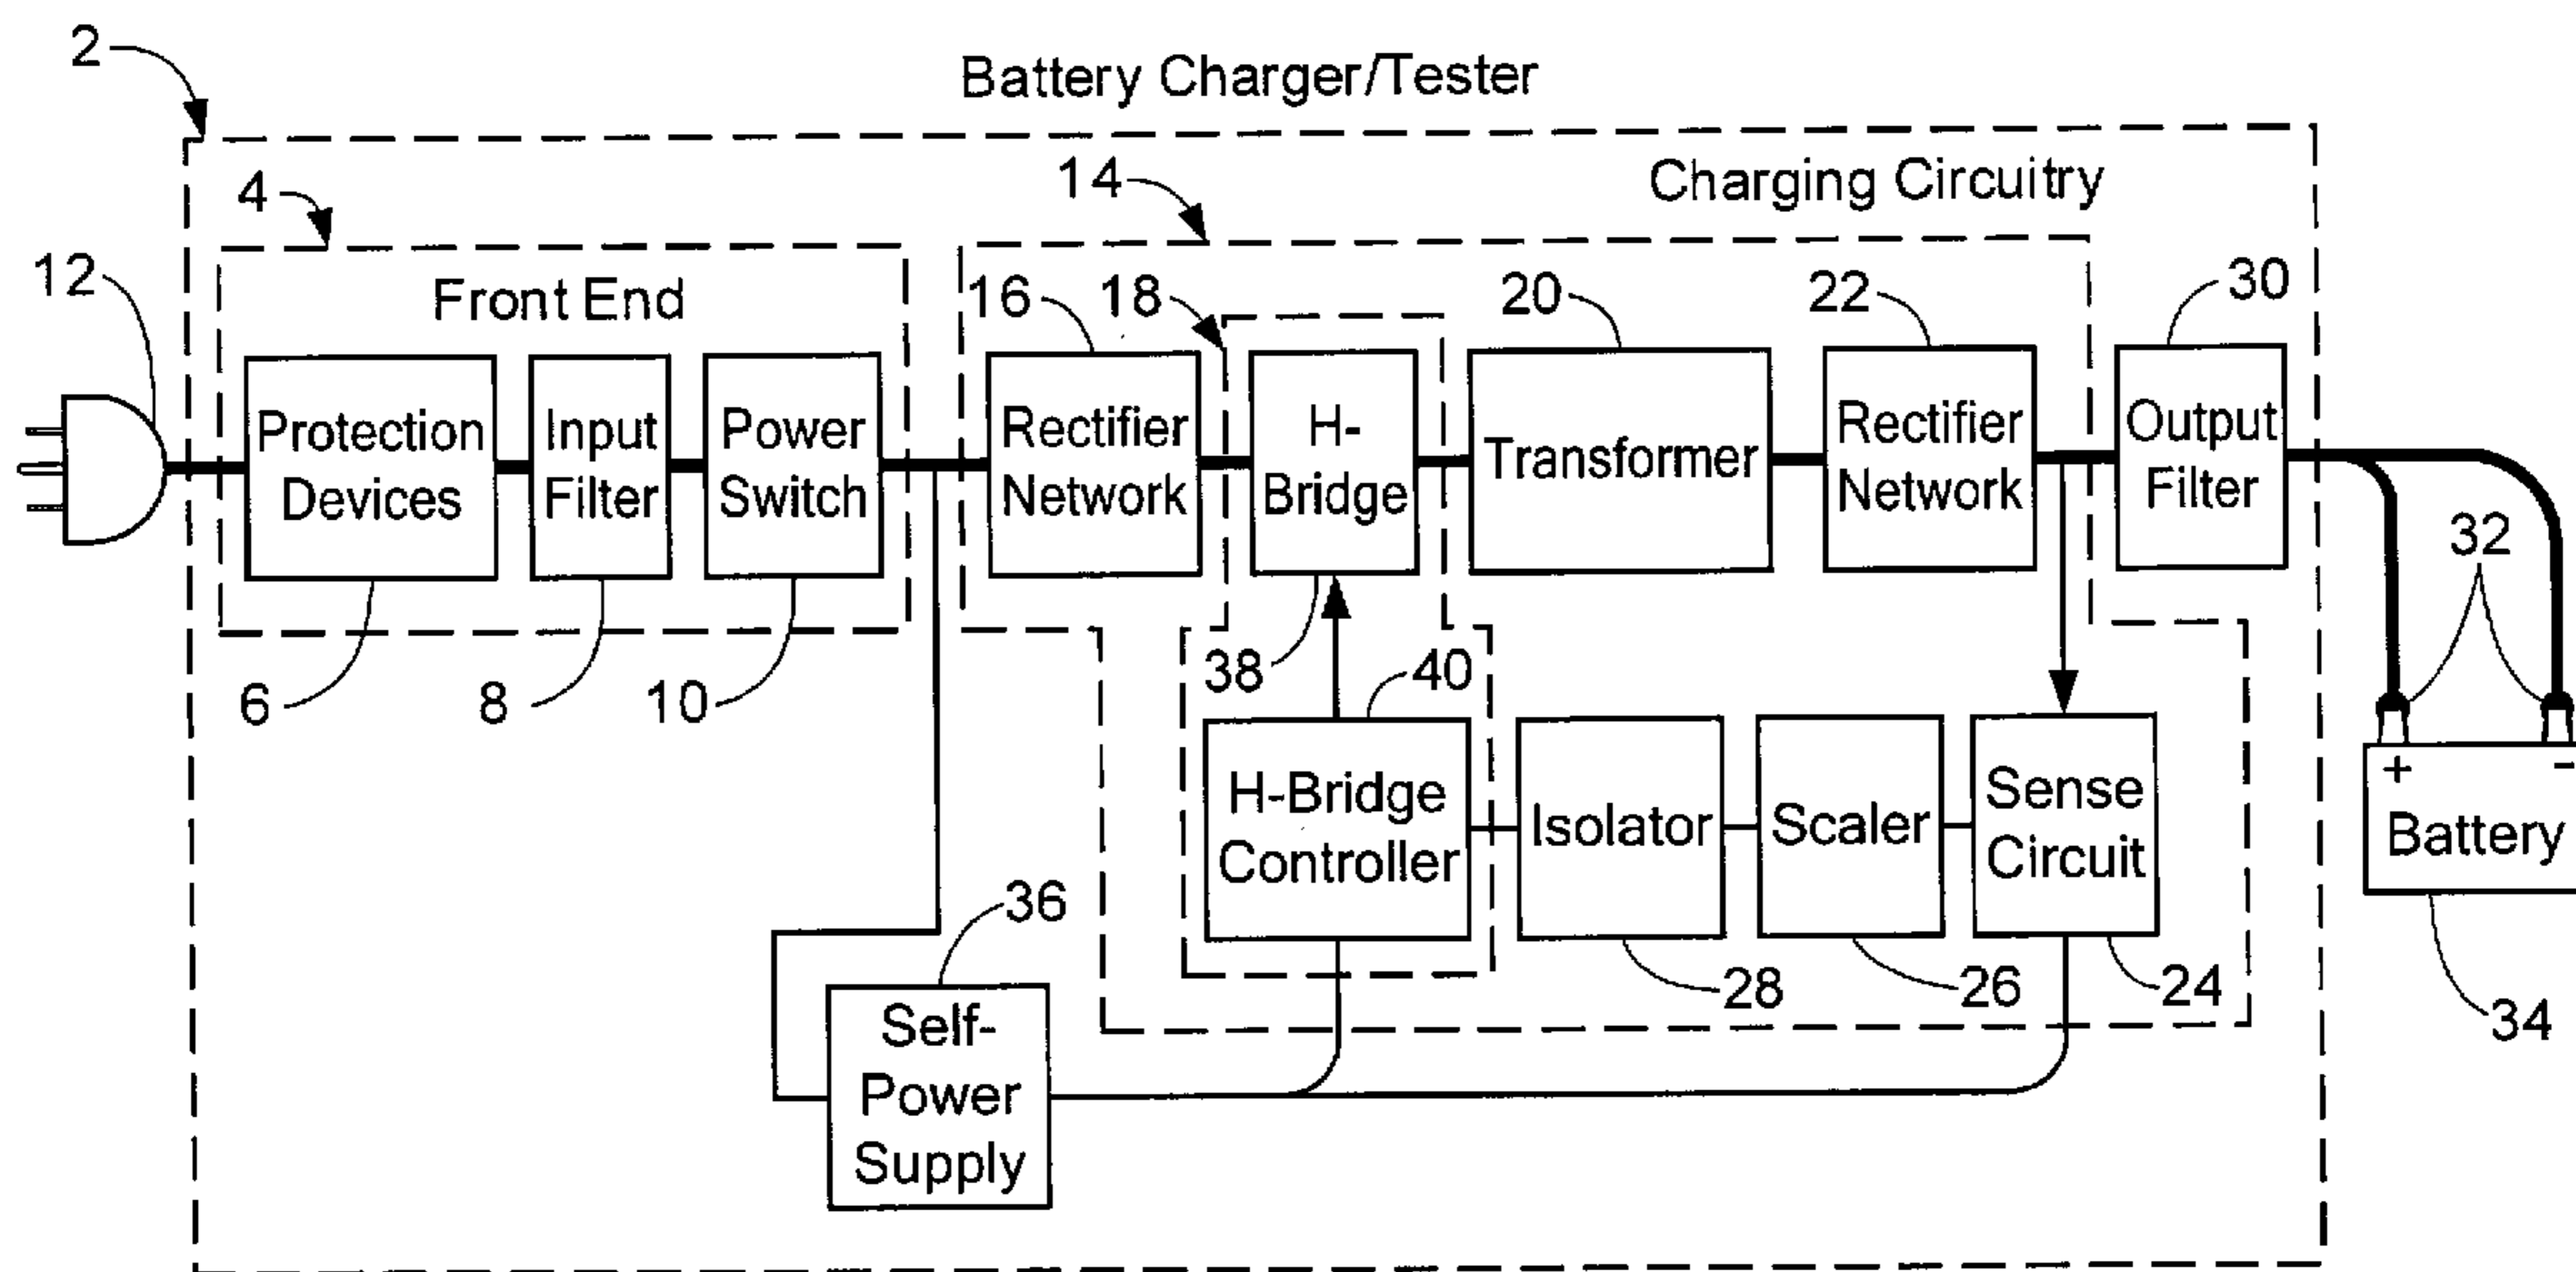 2
Battery Charger/Tester
14
Charging Circuitry
4
12
Front End
16
18
20
22
30
Protection
Devices
Input
Filter
Power
Switch
Rectifier
Network
H-
Bridge
Transformer
Rectifier
Network
Output
Filter
32
6
8
10
38
40
H-Bridge
Controller
Isolator
Scaler
Sense
Circuit
+
-
Battery
36
28
26
24
34
Self-
Power
Supply